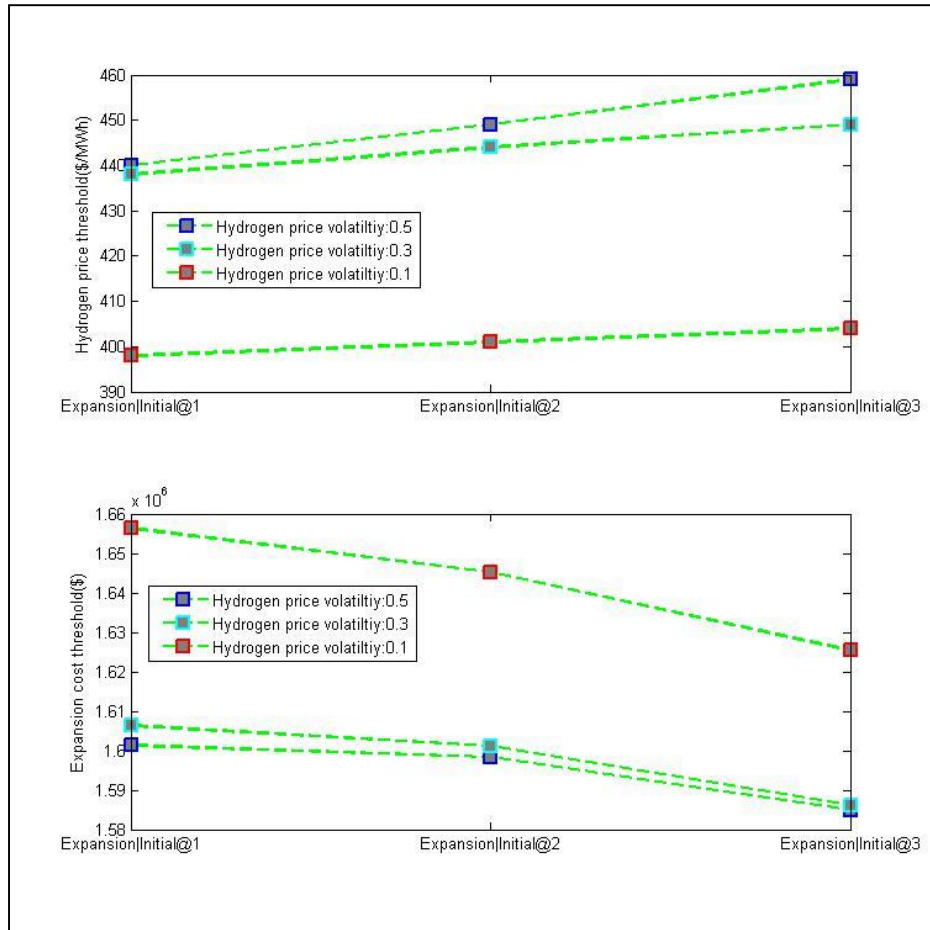 460
450
440
430
420
410
400
390
Hydrogen price threshold($/MWh)
Hydrogen price volatiltiy:0.5
Hydrogen price volatiltiy:0.3
Hydrogen price volatiltiy:0.1
Expansion|Initial@1
Expansion|Initial@2
Expansion|Initial@3
x 10^6
1.66
1.65
1.64
1.63
1.62
1.61
1.6
1.59
1.58
Expansion cost threshold($)
Hydrogen price volatiltiy:0.5
Hydrogen price volatiltiy:0.3
Hydrogen price volatiltiy:0.1
Expansion|Initial@1
Expansion|Initial@2
Expansion|Initial@3